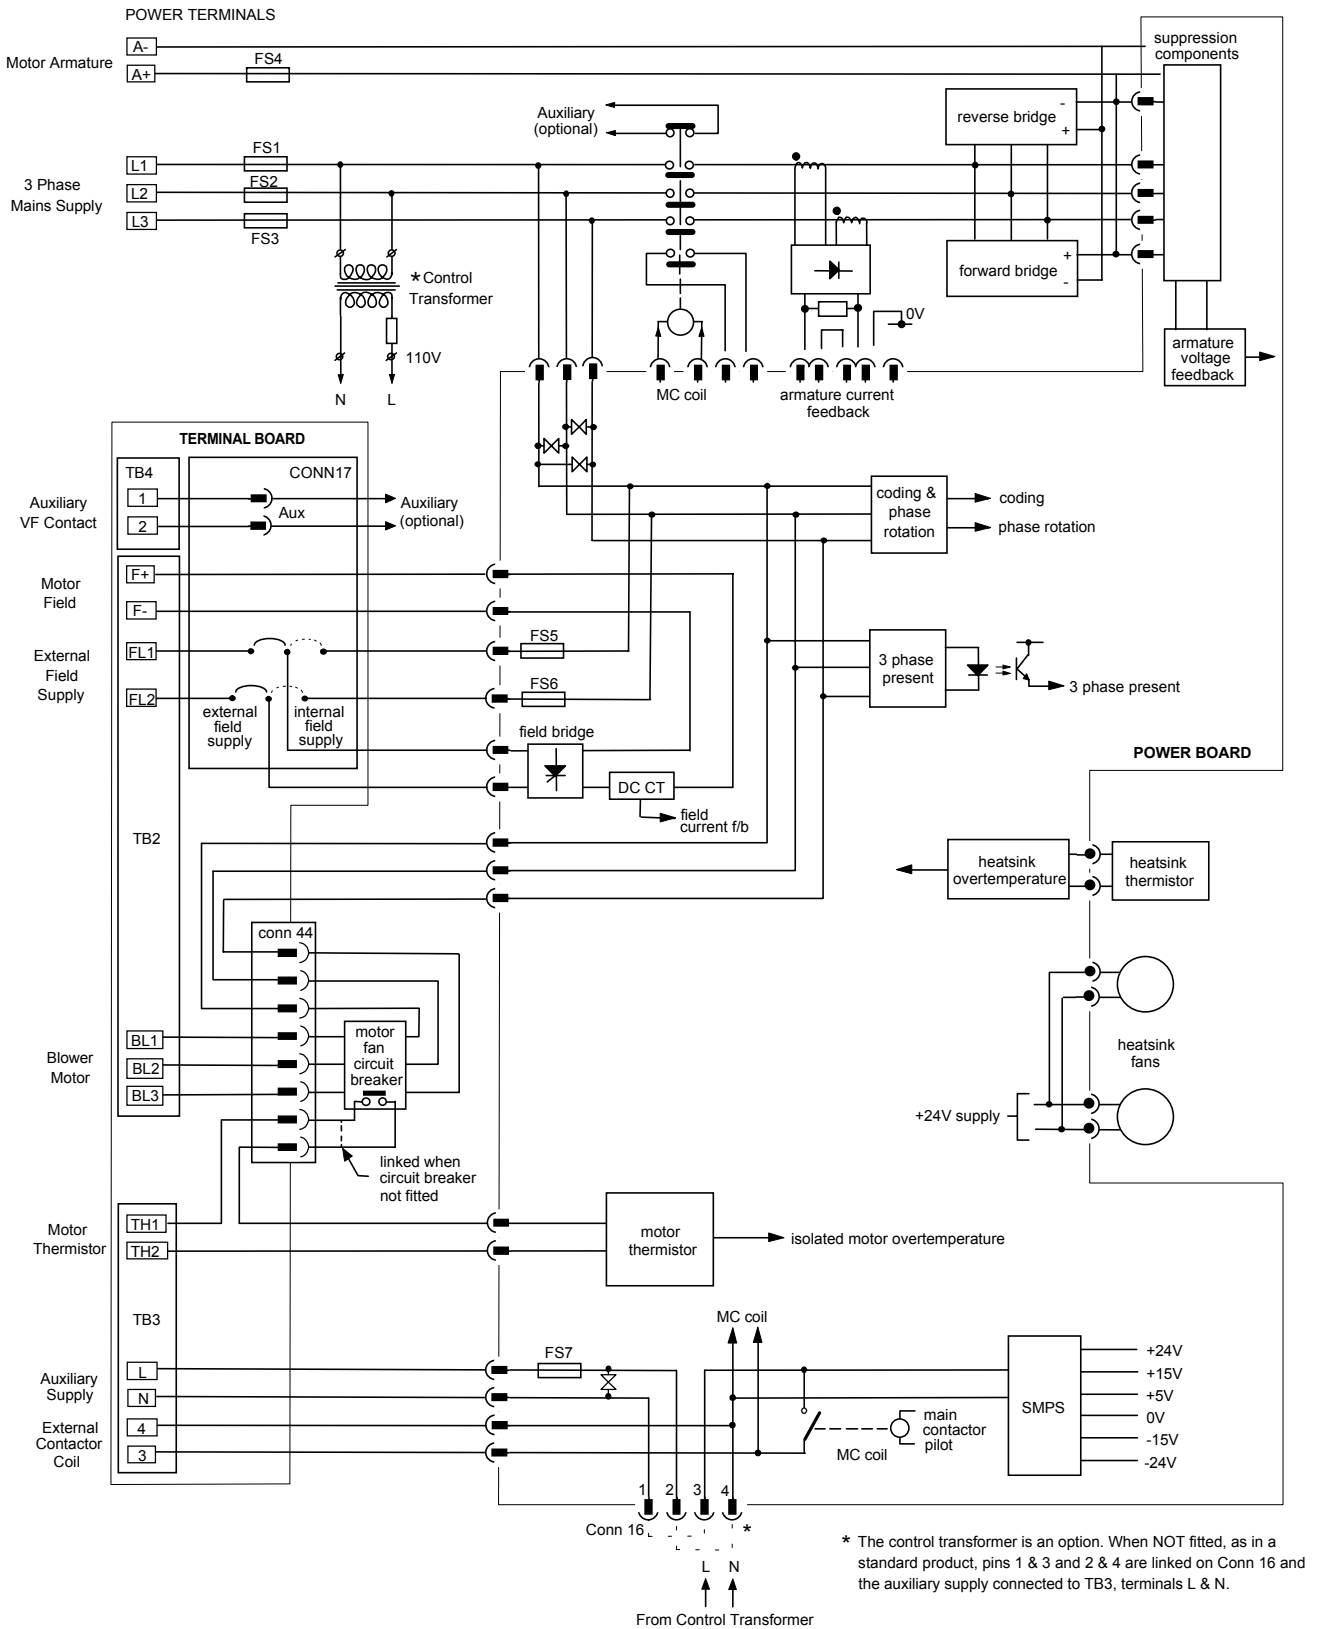 POWER TERMINALS
Motor Armature
A-
A+
FS4
suppression
components
Auxiliary
(optional)
reverse bridge
-
+
3 Phase
Mains Supply
L1
L2
L3
FS1
FS2
FS3
* Control
Transformer
110V
N
L
forward bridge
+
-
0V
MC coil
armature current
feedback
armature
voltage
feedback
TERMINAL BOARD
TB4
CONN17
Auxiliary
VF Contact
1
2
Aux
Auxiliary
(optional)
coding &
phase
rotation
coding
phase rotation
Motor
Field
F+
F-
External
Field
Supply
FL1
FL2
FS5
FS6
external
field
supply
internal
field
supply
3 phase
present
3 phase present
field bridge
DC CT
field
current f/b
POWER BOARD
TB2
heatsink
overtemperature
heatsink
thermistor
conn 44
Blower
Motor
BL1
BL2
BL3
motor
fan
circuit
breaker
heatsink
fans
+24V supply
linked when
circuit breaker
not fitted
Motor
Thermistor
TH1
TH2
motor
thermistor
isolated motor overtemperature
TB3
MC coil
Auxiliary
Supply
L
N
FS7
External
Contactor
Coil
4
3
main
contactor
pilot
MC coil
SMPS
+24V
+15V
+5V
0V
-15V
-24V
1 2 3 4
Conn 16
*
L N
From Control Transformer
* The control transformer is an option. When NOT fitted, as in a
standard product, pins 1 & 3 and 2 & 4 are linked on Conn 16 and
the auxiliary supply connected to TB3, terminals L & N.